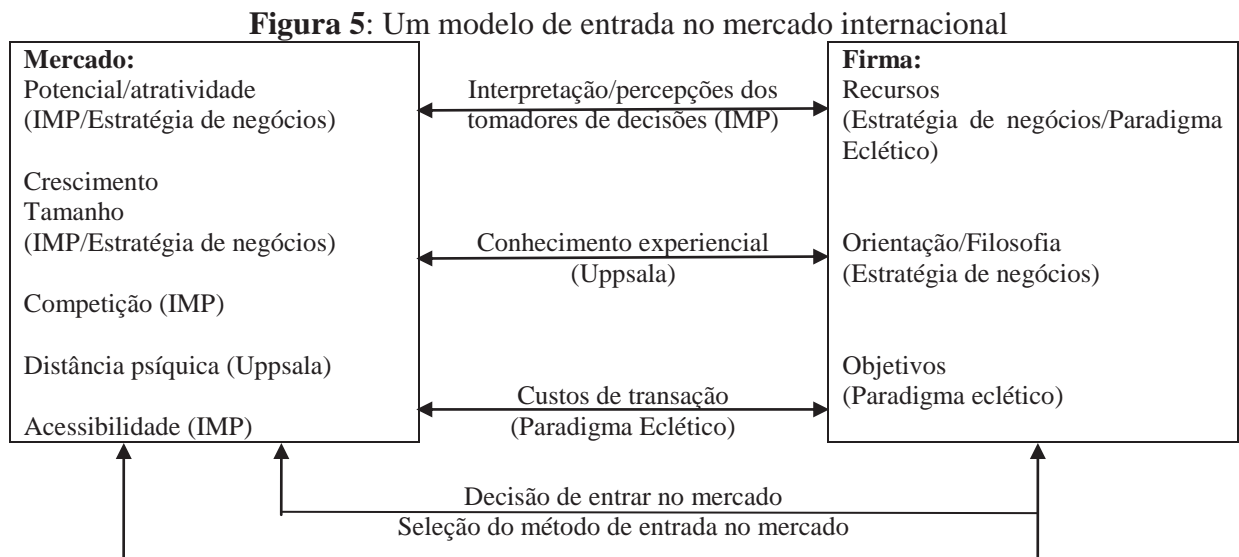 Figura 5: Um modelo de entrada no mercado internacional
Mercado:
Potencial/atratividade
(IMP/Estratégia de negócios)
Crescimento
Tamanho
(IMP/Estratégia de negócios)
Competição (IMP)
Distância psíquica (Uppsala)
Acessibilidade (IMP)
Interpretação/percepções dos
tomadores de decisões (IMP)
Conhecimento experiencial
(Uppsala)
Custos de transação
(Paradigma Eclético)
Firma:
Recursos
(Estratégia de negócios/Paradigma
Eclético)
Orientação/Filosofia
(Estratégia de negócios)
Objetivos
(Paradigma eclético)
Decisão de entrar no mercado
Seleção do método de entrada no mercado